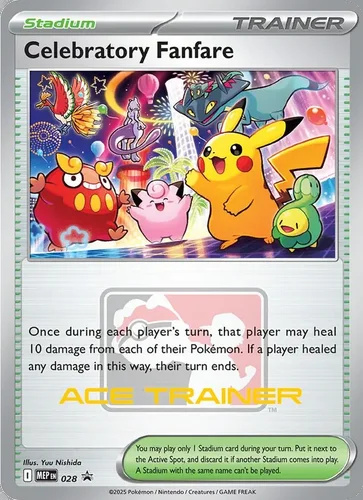 Stadium
TRAINER
Celebratory Fanfare
Once during each player's turn, that player may heal
10 damage from each of their Pokémon. If a player healed
any damage in this way, their turn ends.
ACE TRAINER
TM
Illus. Yuu Nishida
You may play only 1 Stadium card during your turn. Put it next to
the Active Spot, and discard it if another Stadium comes into play.
A Stadium with the same name can't be played.
I MEP EN 028
©2025 Pokémon / Nintendo / Creatures / GAME FREAK